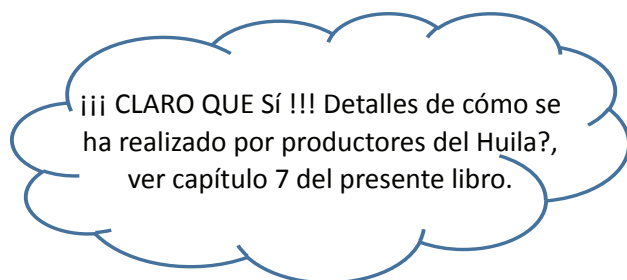 ¡¡¡ CLARO QUE Sí !!! Detalles de cómo se
ha realizado por productores del Huila?,
ver capítulo 7 del presente libro.